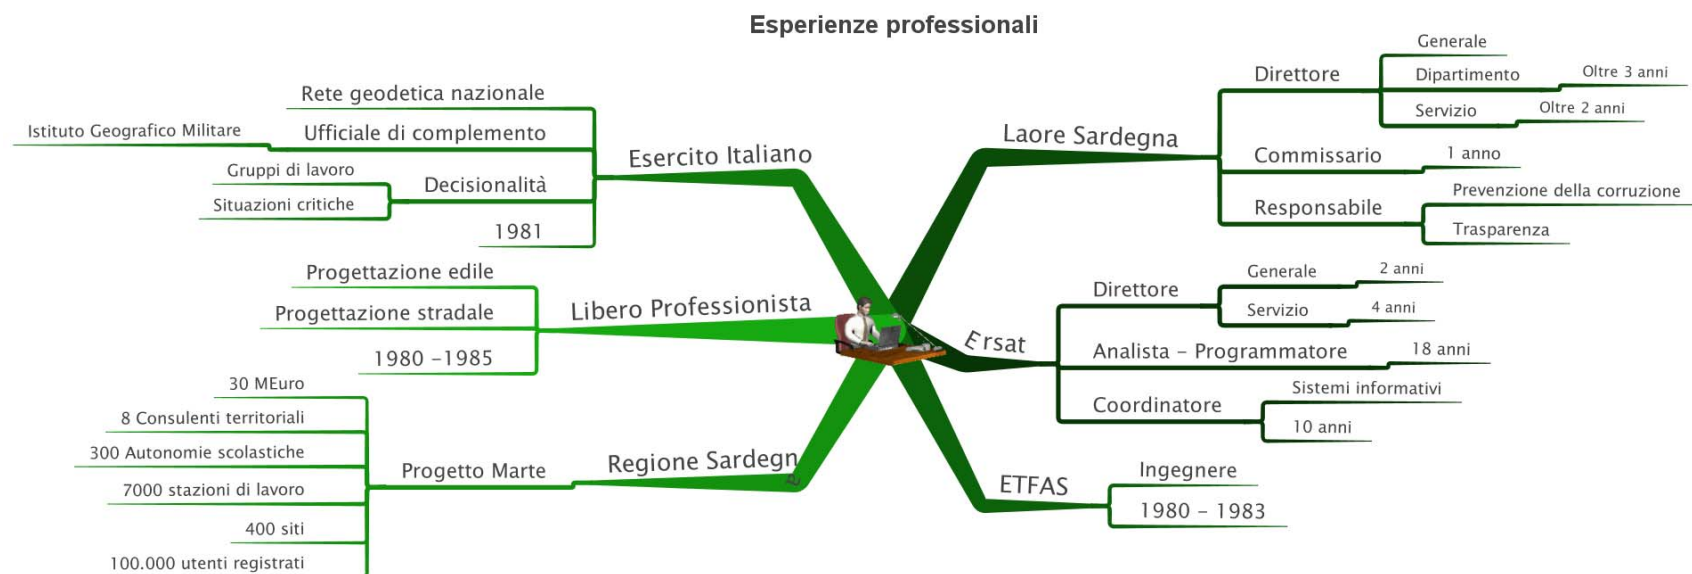 Esperienze professionali
Esercito Italiano
Rete geodetica nazionale
Ufficiale di complemento
Istituto Geografico Militare
Decisionalità
Gruppi di lavoro
Situazioni critiche
1981
Libero Professionista
Progettazione edile
Progettazione stradale
1980 –1985
Regione Sardegna
Progetto Marte
30 MEuro
8 Consulenti territoriali
300 Autonomie scolastiche
7000 stazioni di lavoro
400 siti
100.000 utenti registrati
Laore Sardegna
Direttore
Generale
Dipartimento
Oltre 3 anni
Servizio
Oltre 2 anni
Commissario
1 anno
Responsabile
Prevenzione della corruzione
Trasparenza
Ersat
Direttore
Generale
2 anni
Servizio
4 anni
Analista – Programmatore
18 anni
Coordinatore
Sistemi informativi
10 anni
ETFAS
Ingegnere
1980 – 1983